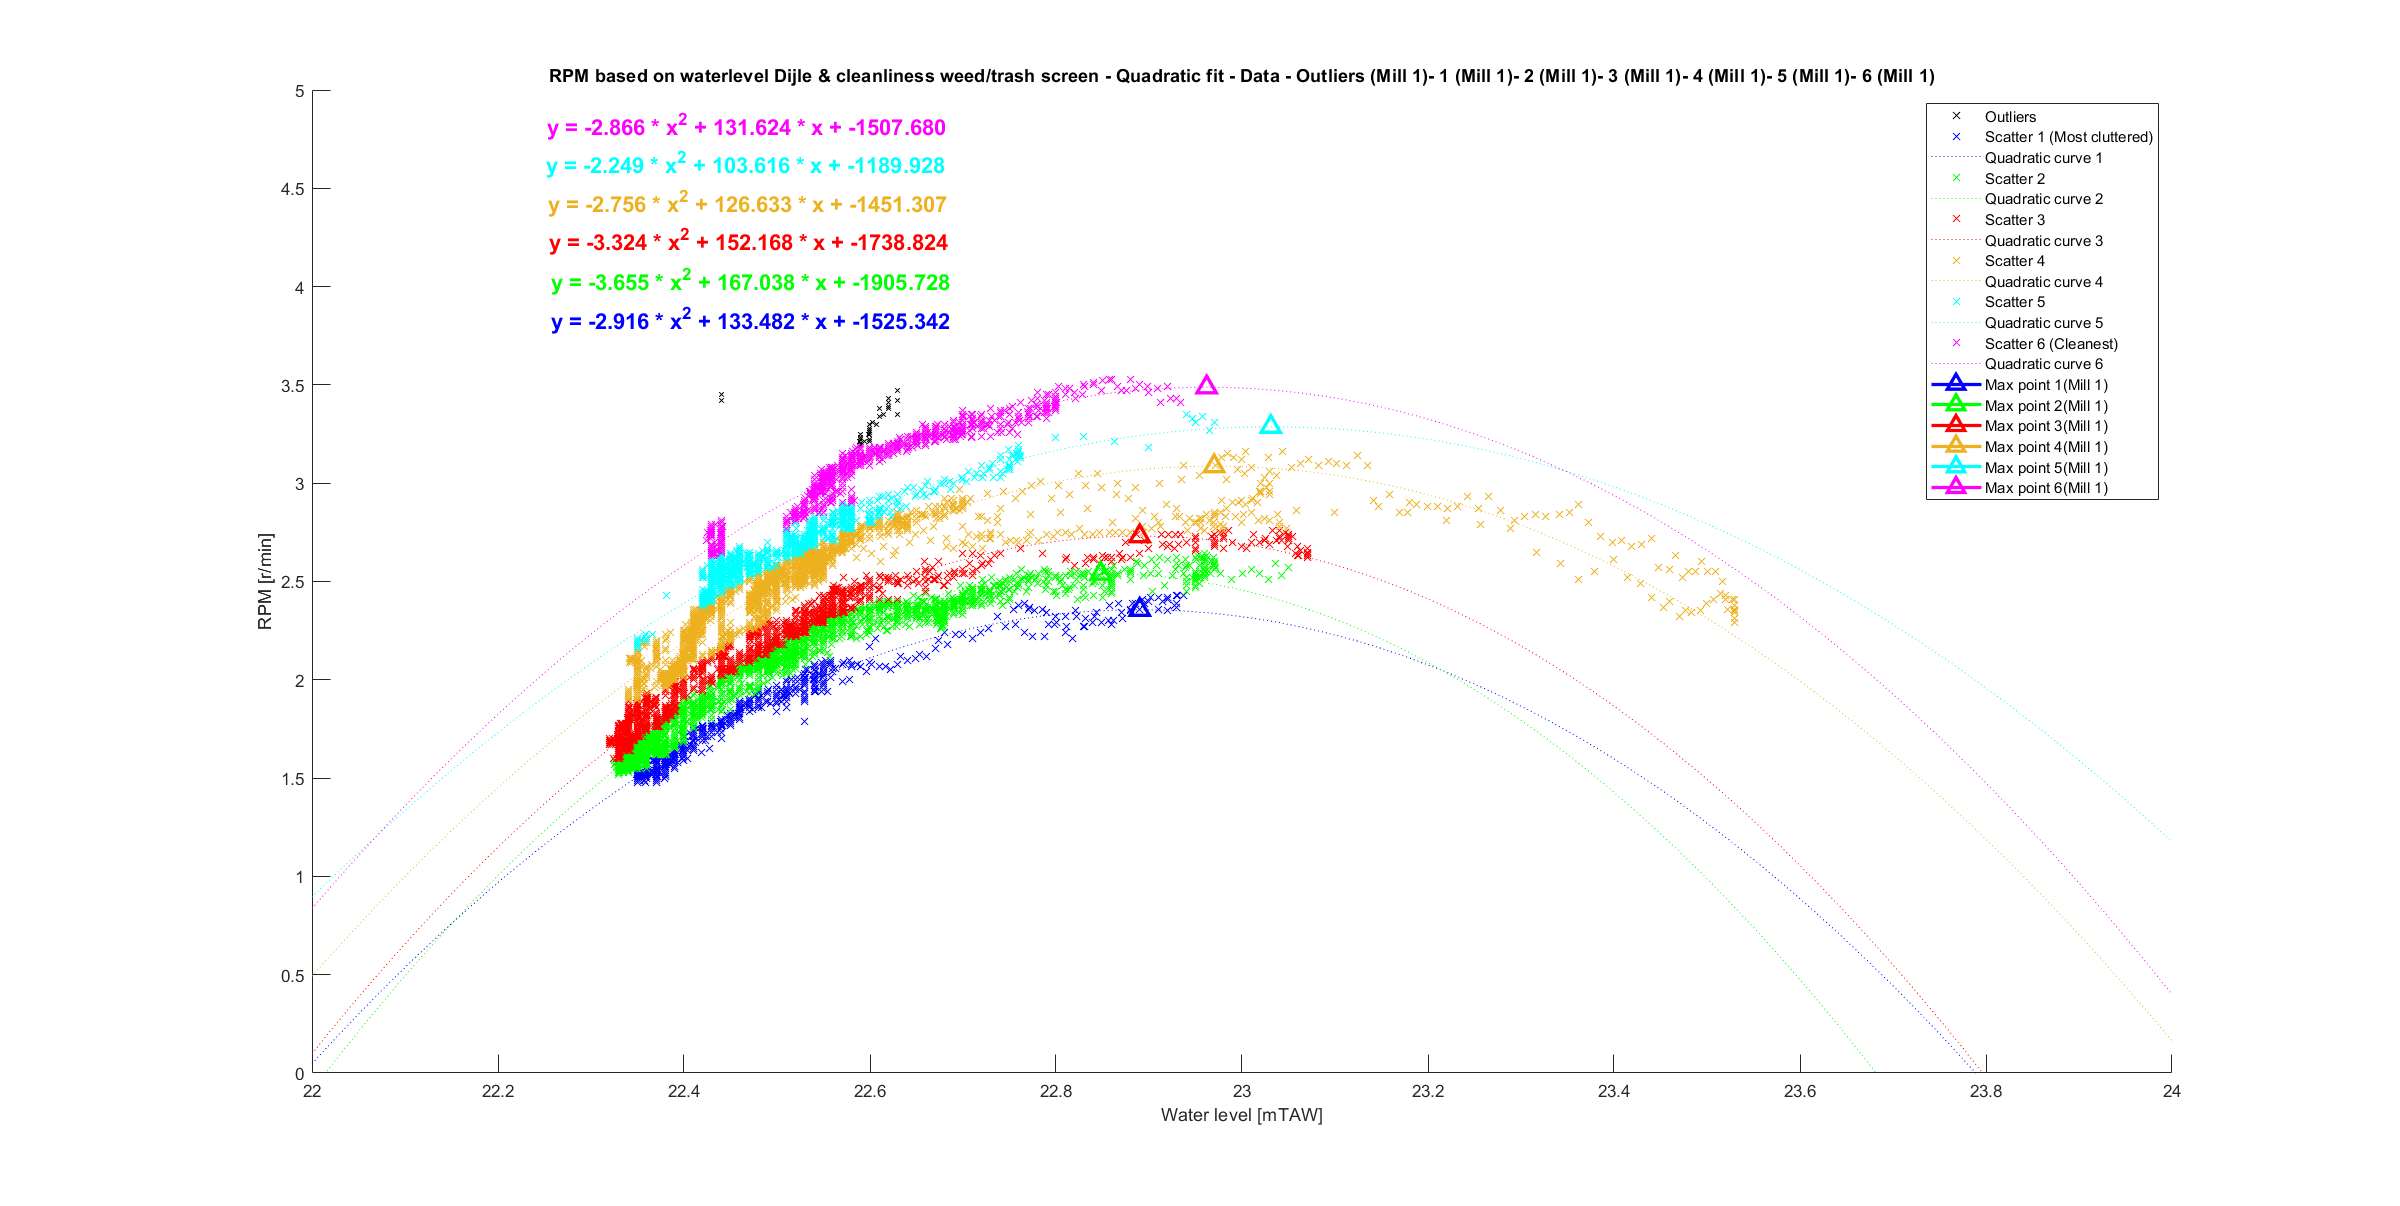 RPM based on waterlevel Dijle & cleanliness weed/trash screen - Quadratic fit - Data - Outliers (Mill 1)- 1 (Mill 1)- 2 (Mill 1)- 3 (Mill 1)- 4 (Mill 1)- 5 (Mill 1)- 6 (Mill 1)
y = -2.866 * x² + 131.624 * x + -1507.680
y = -2.249 * x² + 103.616 * x + -1189.928
y = -2.756 * x² + 126.633 * x + -1451.307
y = -3.324 * x² + 152.168 * x + -1738.824
y = -3.655 * x² + 167.038 * x + -1905.728
y = -2.916 * x² + 133.482 * x + -1525.342
Outliers
Scatter 1 (Most cluttered)
Quadratic curve 1
Scatter 2
Quadratic curve 2
Scatter 3
Quadratic curve 3
Scatter 4
Quadratic curve 4
Scatter 5
Quadratic curve 5
Scatter 6 (Cleanest)
Quadratic curve 6
Max point 1(Mill 1)
Max point 2(Mill 1)
Max point 3(Mill 1)
Max point 4(Mill 1)
Max point 5(Mill 1)
Max point 6(Mill 1)
RPM [r/min]
5
4.5
4
3.5
3
2.5
2
1.5
1
0.5
0
22 22.2 22.4 22.6 22.8 23 23.2 23.4 23.6 23.8 24
Water level [mTAW]